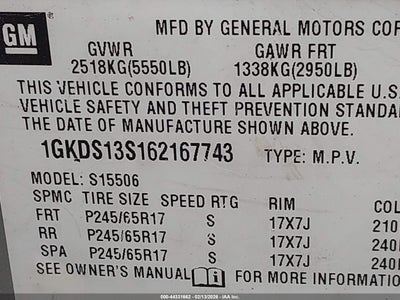 MFD BY GENERAL MOTORS COR
GM
GVWR GAWR FRT
2518KG(5550LB) 1338KG(2950LB)
THIS VEHICLE CONFORMS TO ALL APPLICABLE U.S.
VEHICLE SAFETY AND THEFT PREVENTION STANDA
THE DATE OF MANUFACTURE SHOWN ABOVE.
1GKDS13S162167743 TYPE: M.P.V.
MODEL: S15506
SPMC TIRE SIZE SPEED RTG RIM COL
FRT P245/65R17 S 17X7J 210
RR P245/65R17 S 17X7J 240
SPA P245/65R17 S 17X7J 240
SEE OWNER'S MANUAL FOR MORE INFORMATION